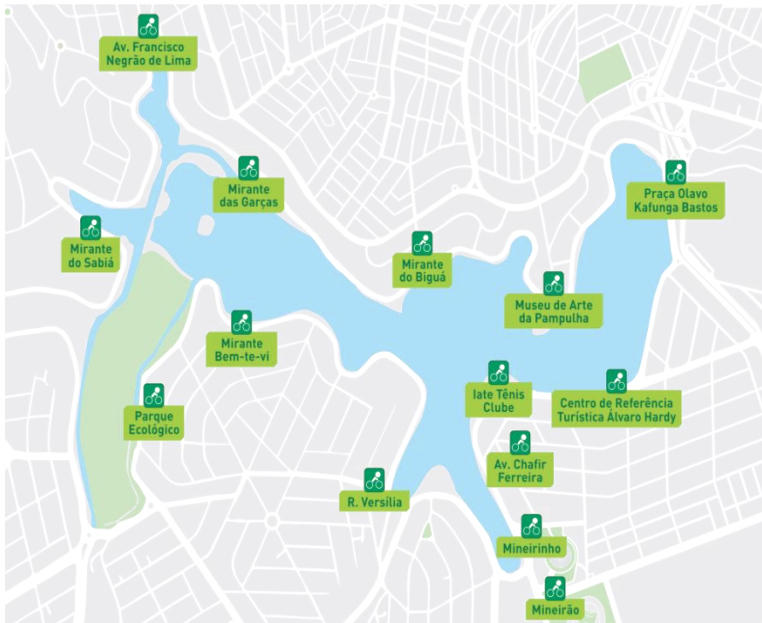 Av. Francisco
Negrão de Lima
Mirante
das Garças
Praça Olavo
Kafunga Bastos
Mirante
do Sabiá
Mirante
do Biguá
Museu de Arte
da Pampulha
Mirante
Bem-te-vi
Iate Tênis
Clube
Centro de Referência
Turística Álvaro Hardy
Parque
Ecológico
Av. Chafir
Ferreira
R. Versília
Mineirinho
Mineirão